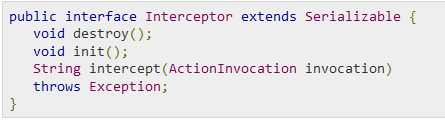 public interface Interceptor extends Serializable {
   void destroy();
   void init();
   String intercept(ActionInvocation invocation)
   throws Exception;
}